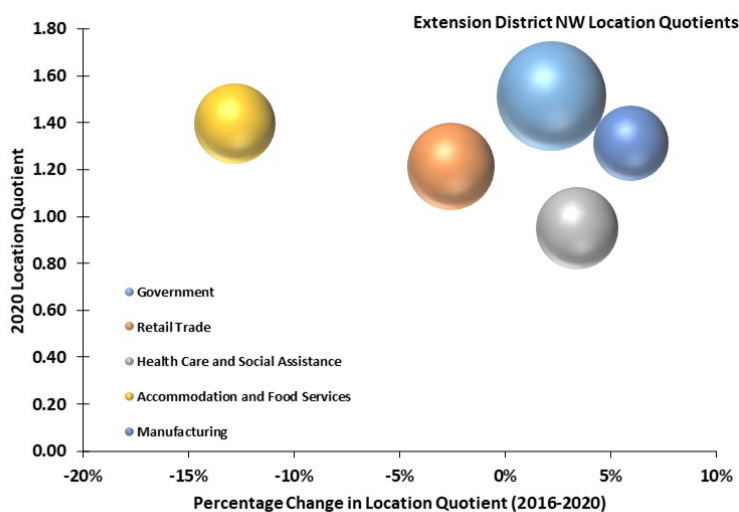 Extension District NW Location Quotients
1.80
1.60
1.40
1.20
1.00
0.80
0.60
0.40
0.20
0.00
2020 Location Quotient
Government
Retail Trade
Health Care and Social Assistance
Accommodation and Food Services
Manufacturing
-20% -15% -10% -5% 0% 5% 10%
Percentage Change in Location Quotient (2016-2020)